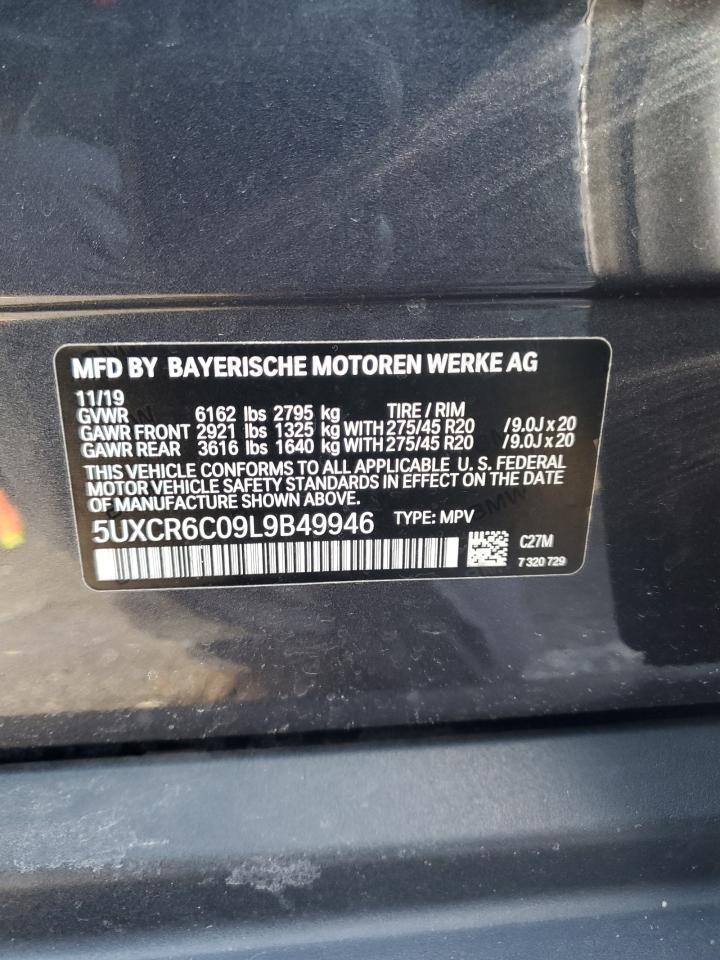 MFD BY BAYERISCHE MOTOREN WERKE AG
11/19
GVWR 6162 lbs 2795 kg TIRE / RIM
GAWR FRONT 2921 lbs 1325 kg WITH 275/45 R20 /9.0J x 20
GAWR REAR 3616 lbs 1640 kg WITH 275/45 R20 /9.0J x 20
THIS VEHICLE CONFORMS TO ALL APPLICABLE U. S. FEDERAL
MOTOR VEHICLE SAFETY STANDARDS IN EFFECT ON THE DATE
OF MANUFACTURE SHOWN ABOVE.
5UXCR6C09L9B49946 TYPE: MPV
C27M
7 320 729